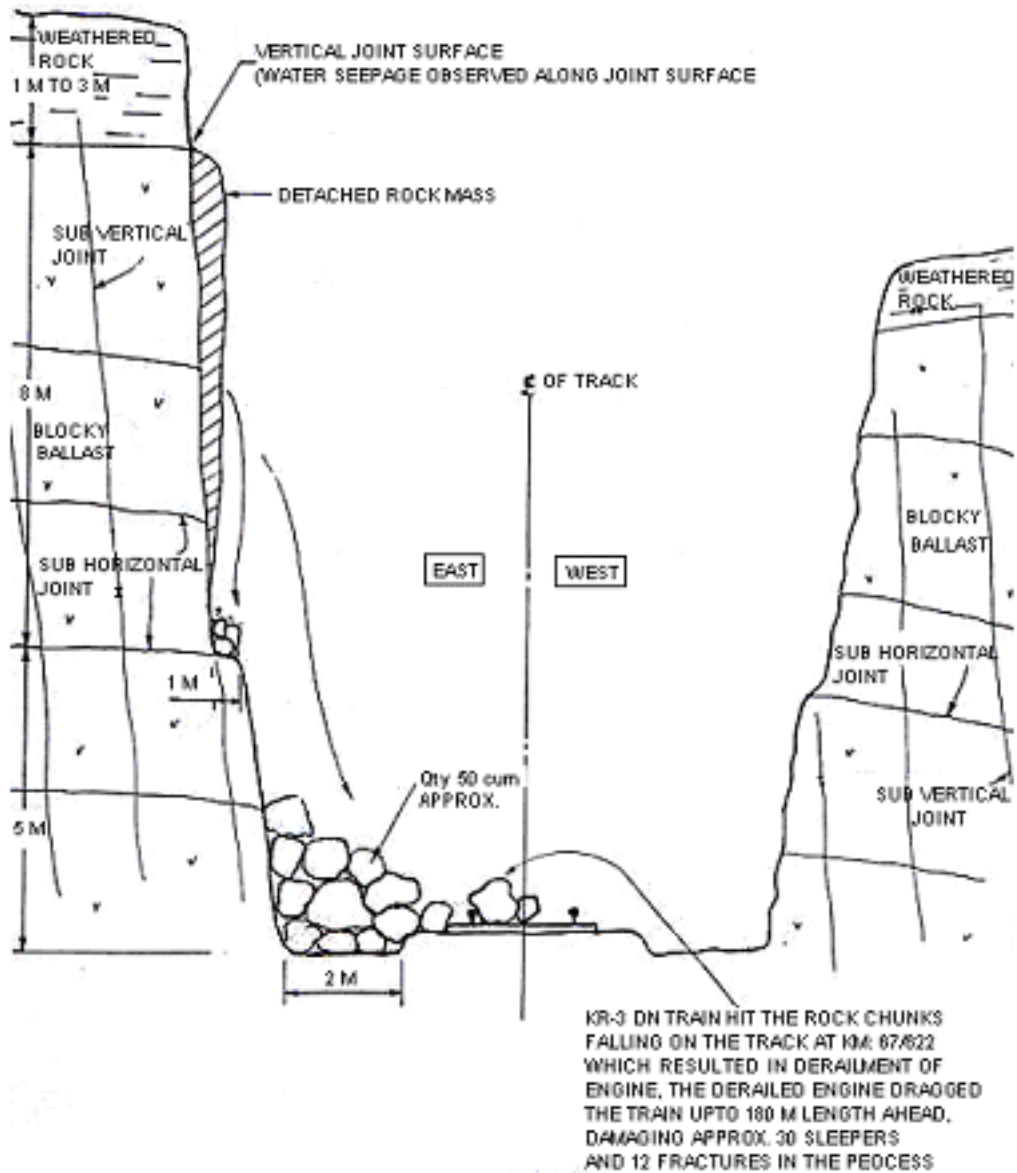 WEATHERED
ROCK
1 M TO 3 M
VERTICAL JOINT SURFACE
(WATER SEEPAGE OBSERVED ALONG JOINT SURFACE
DETACHED ROCK MASS
SUB VERTICAL
JOINT
WEATHERED
ROCK
8 M
℄ OF TRACK
BLOCKY
BALLAST
BLOCKY
BALLAST
EAST
WEST
SUB HORIZONTAL
JOINT
SUB HORIZONTAL
JOINT
1 M
Qty 50 cum
APPROX.
SUB VERTICAL
JOINT
5 M
2 M
KR-3 DN TRAIN HIT THE ROCK CHUNKS
FALLING ON THE TRACK AT KM: 67/622
WHICH RESULTED IN DERAILMENT OF
ENGINE, THE DERAILED ENGINE DRAGGED
THE TRAIN UPTO 180 M LENGTH AHEAD,
DAMAGING APPROX. 30 SLEEPERS
AND 12 FRACTURES IN THE PEOCESS